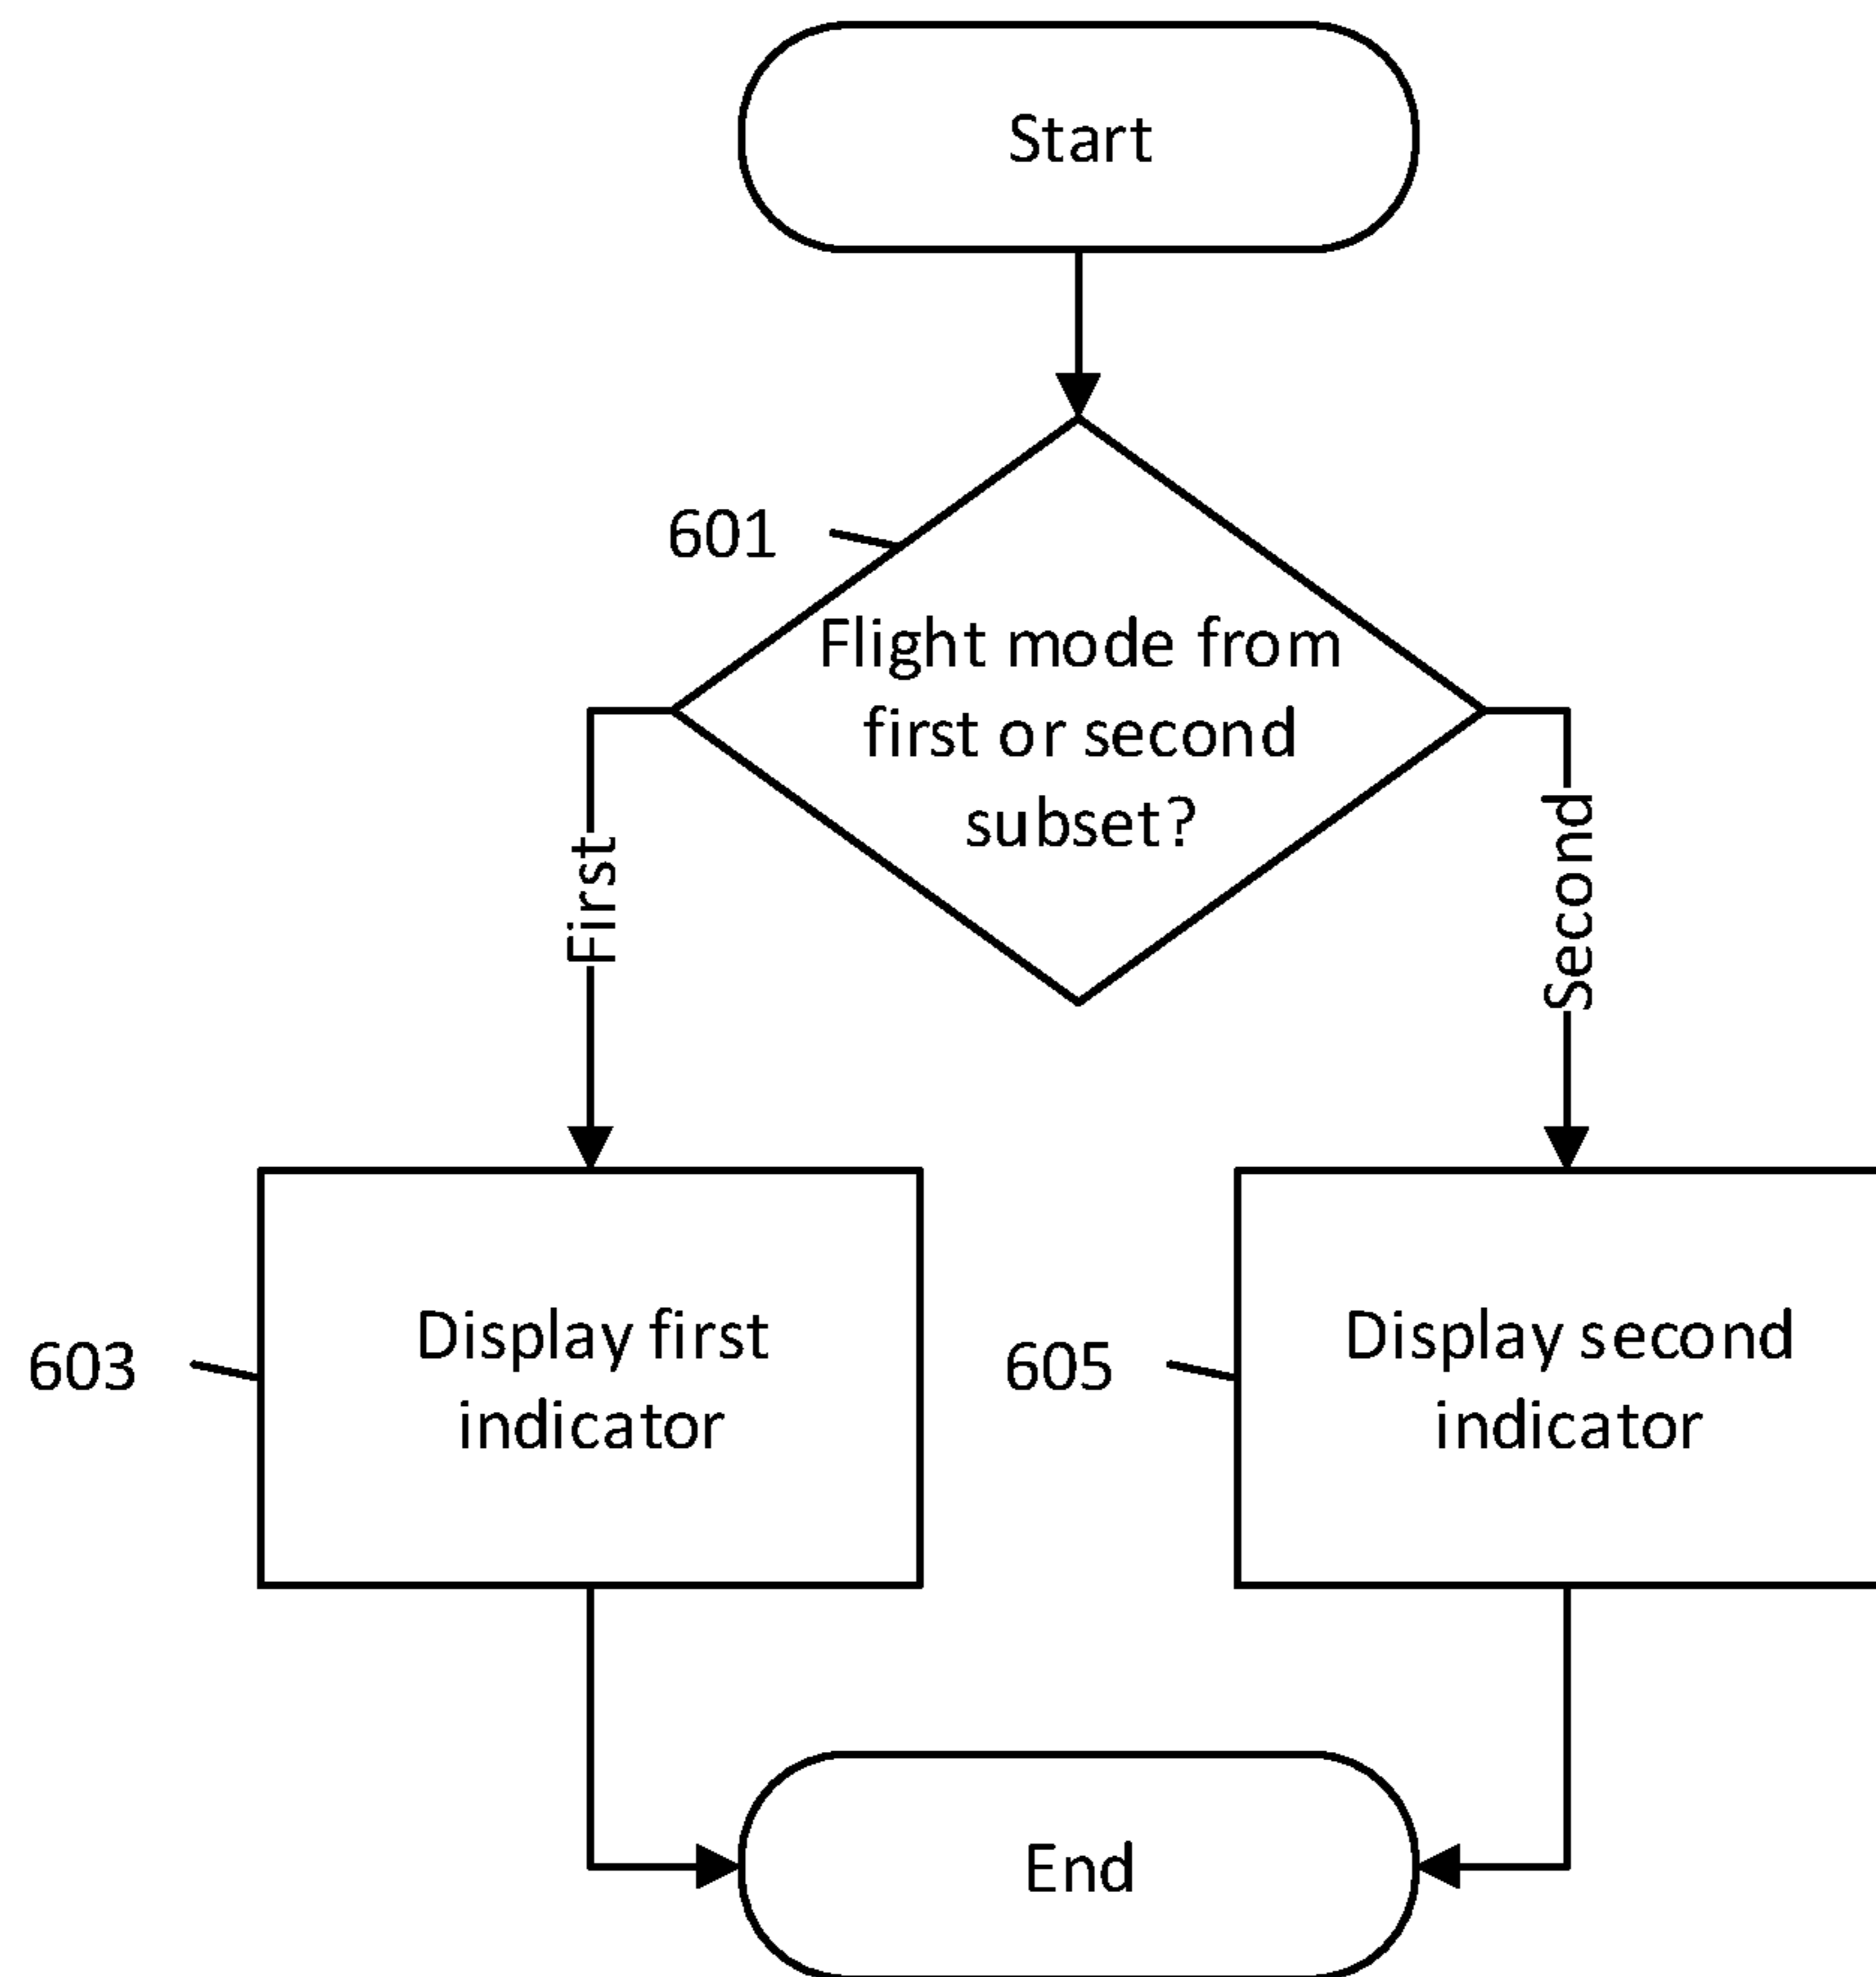 Start
601
Flight mode from
first or second
subset?
First
Second
603
Display first
indicator
605
Display second
indicator
End